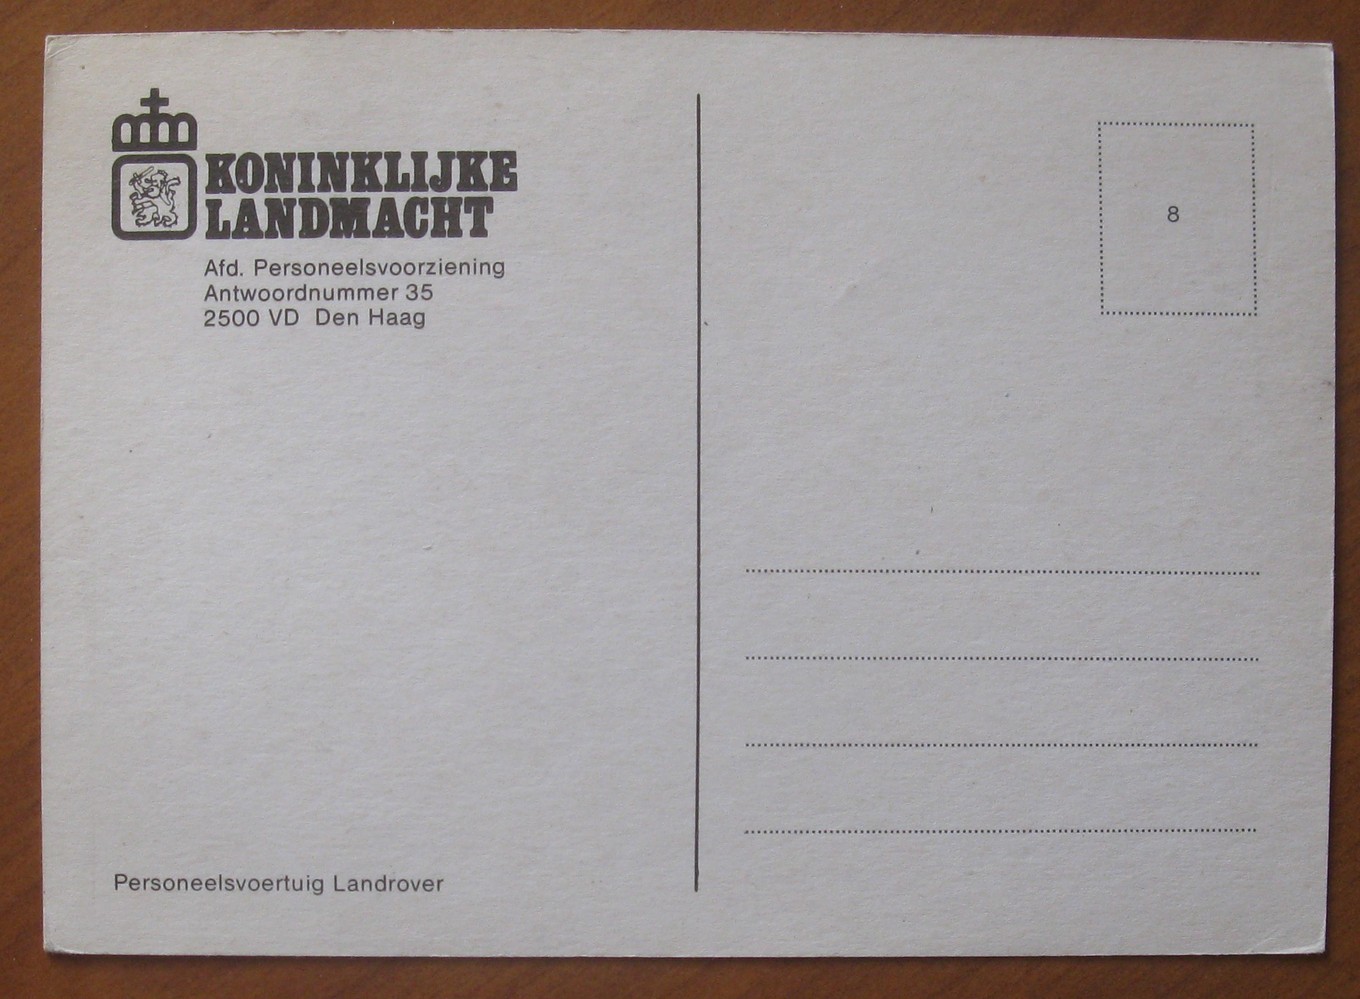 KONINKLIJKE
LANDMACHT
Afd. Personeelsvoorziening
Antwoordnummer 35
2500 VD Den Haag
8
Personeelsvoertuig Landrover